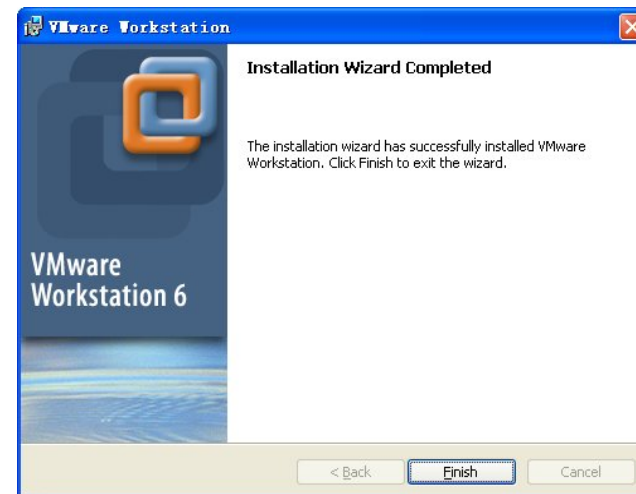 VMware Workstation
Installation Wizard Completed
The installation wizard has successfully installed VMware
Workstation. Click Finish to exit the wizard.
VMware
Workstation 6
< Back
Finish
Cancel